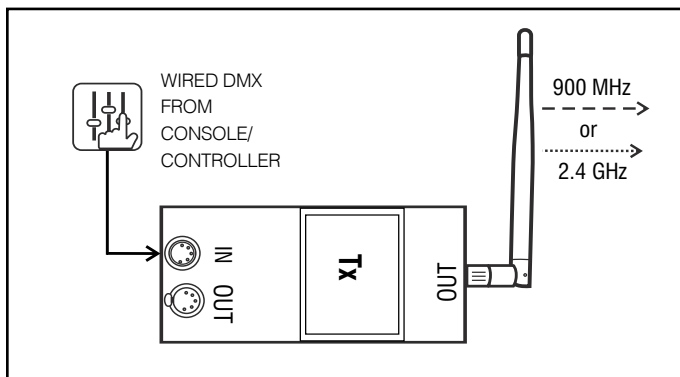 WIRED DMX
FROM
CONSOLE/
CONTROLLER
900 MHz
or
2.4 GHz
IN
OUT
Tx
OUT